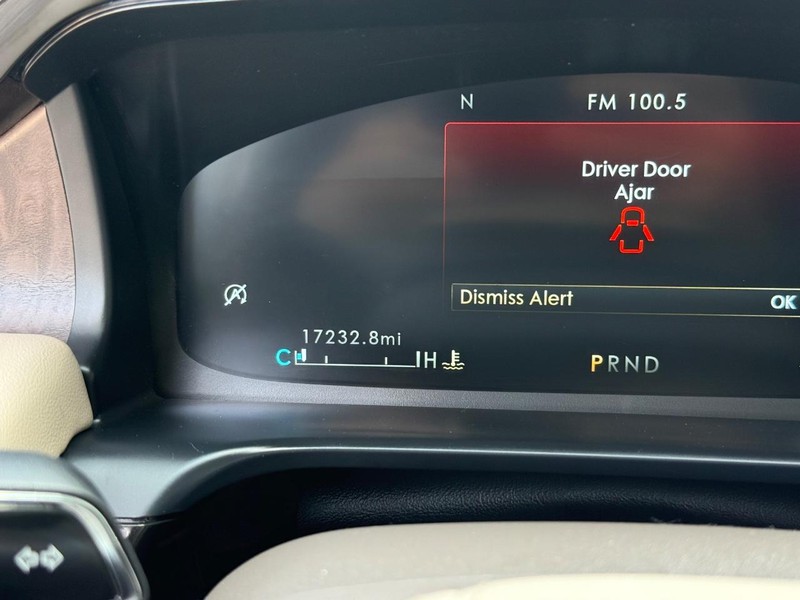 N
FM 100.5
Driver Door
Ajar
A
Dismiss Alert
OK
17232.8mi
C
H
PRND